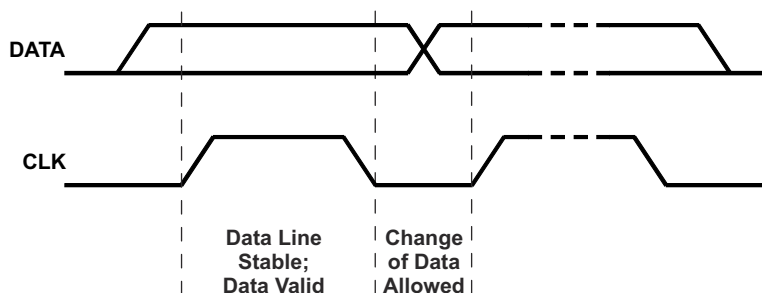 DATA
CLK
Data Line
Stable;
Data Valid
Change
of Data
Allowed